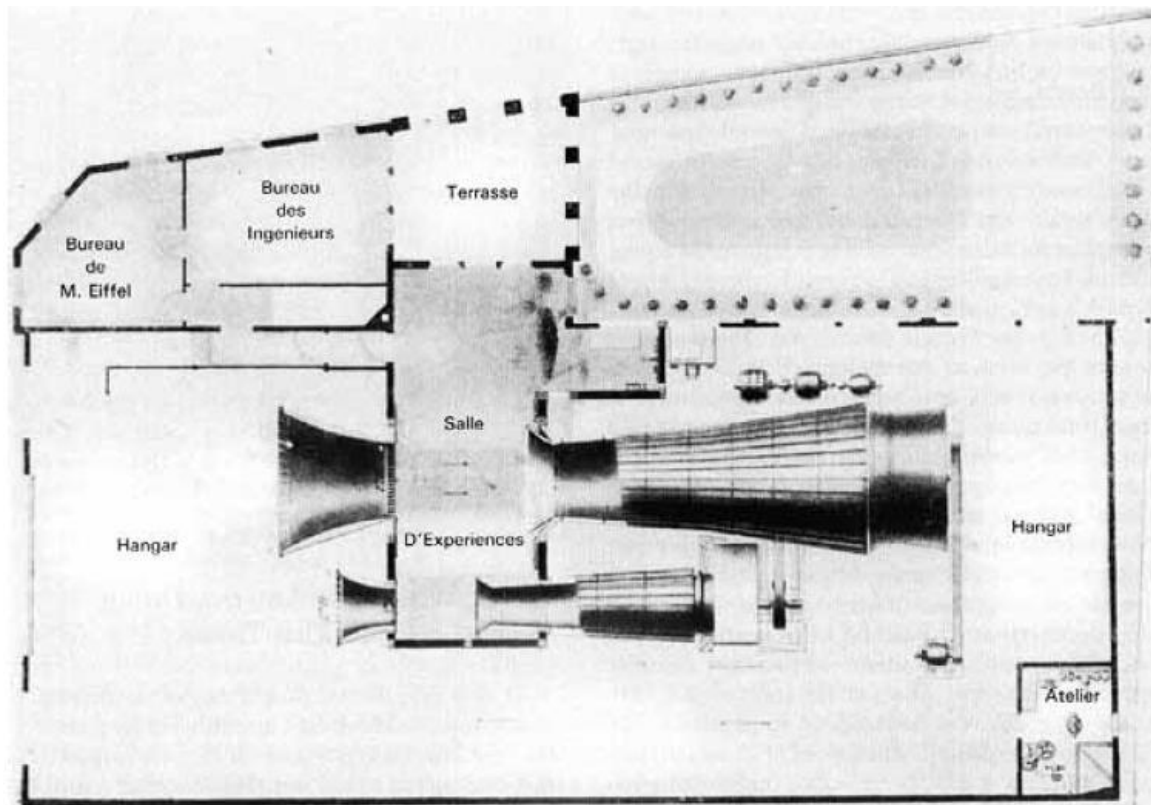 Bureau
des
Ingenieurs
Terrasse
Bureau
de
M. Eiffel
Salle
D'Experiences
Hangar
Hangar
Atelier